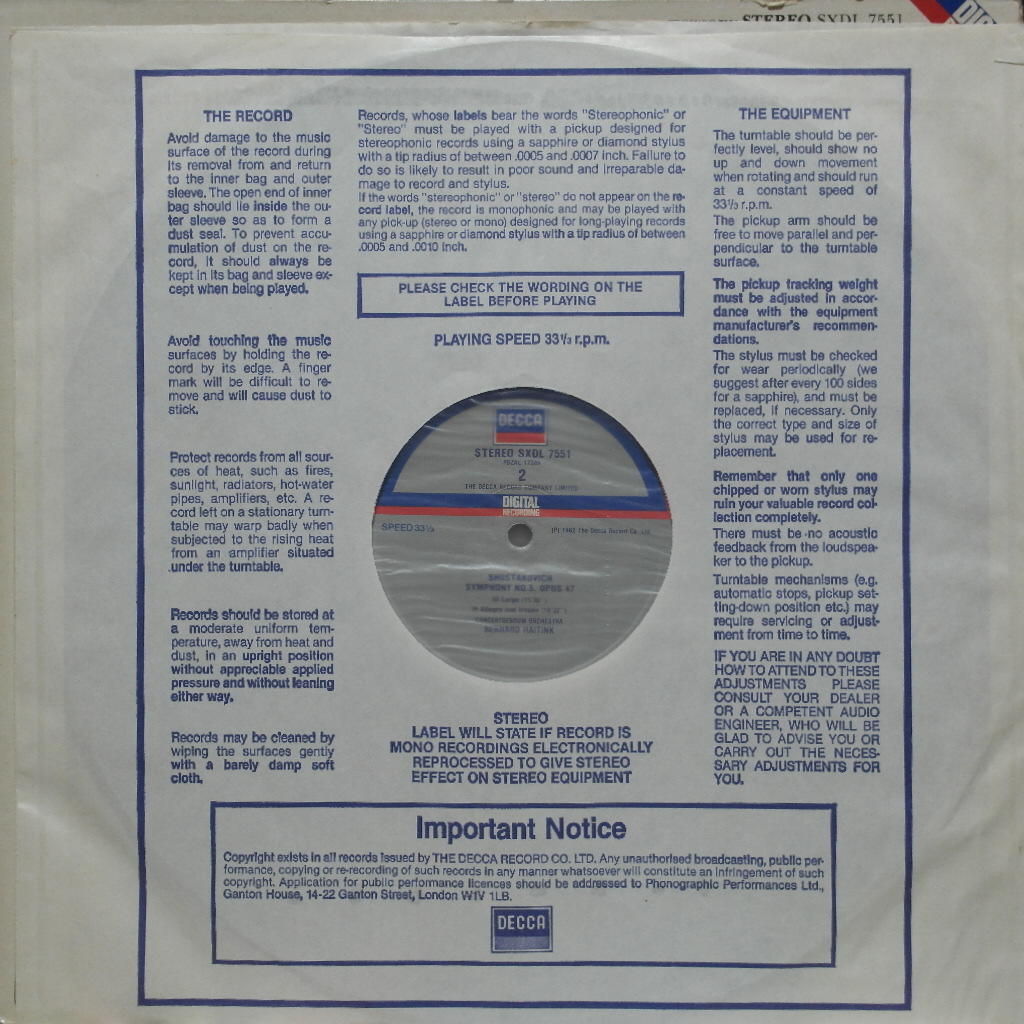 STEREO SXDL 7551
THE RECORD
Avoid damage to the music
surface of the record during
its removal from and return
to the inner bag and outer
sleeve. The open end of inner
bag should lie inside the ou-
ter sleeve so as to form a
dust seal. To prevent accu-
mulation of dust on the re-
cord, it should always be
kept in its bag and sleeve ex-
cept when being played.
Avoid touching the music
surfaces by holding the re-
cord by its edge. A finger
mark will be difficult to re-
move and will cause dust to
stick.
Protect records from all sour-
ces of heat, such as fires,
sunlight, radiators, hot-water
pipes, amplifiers, etc. A re-
cord left on a stationary turn-
table may warp badly when
subjected to the rising heat
from an amplifier situated
under the turntable.
Records should be stored at
a moderate uniform tem-
perature, away from heat and
dust, in an upright position
without appreciable applied
pressure and without leaning
either way.
Records may be cleaned by
wiping the surfaces gently
with a barely damp soft
cloth.
Records, whose labels bear the words "Stereophonic" or
"Stereo" must be played with a pickup designed for
stereophonic records using a sapphire or diamond stylus
with a tip radius of between .0005 and .0007 inch. Failure to
do so is likely to result in poor sound and irreparable da-
mage to record and stylus.
If the words "stereophonic" or "stereo" do not appear on the re-
cord label, the record is monophonic and may be played with
any pick-up (stereo or mono) designed for long-playing records
using a sapphire or diamond stylus with a tip radius of between
.0005 and .0010 inch.
PLEASE CHECK THE WORDING ON THE
LABEL BEFORE PLAYING
PLAYING SPEED 33⅓ r.p.m.
DECCA
STEREO SXDL 7551
2
THE DECCA RECORD COMPANY LIMITED
DIGITAL
RECORDING
SPEED 33⅓
(P) 1982 The Decca Record Co. Ltd.
SHOSTAKOVICH
SYMPHONY NO.5, OPUS 47
CONCERTGEBOUW ORCHESTRA
BERNARD HAITINK
STEREO
LABEL WILL STATE IF RECORD IS
MONO RECORDINGS ELECTRONICALLY
REPROCESSED TO GIVE STEREO
EFFECT ON STEREO EQUIPMENT
THE EQUIPMENT
The turntable should be per-
fectly level, should show no
up and down movement
when rotating and should run
at a constant speed of
33⅓ r.p.m.
The pickup arm should be
free to move parallel and per-
pendicular to the turntable
surface.
The pickup tracking weight
must be adjusted in accor-
dance with the equipment
manufacturer's recommen-
dations.
The stylus must be checked
for wear periodically (we
suggest after every 100 sides
for a sapphire), and must be
replaced, if necessary. Only
the correct type and size of
stylus may be used for re-
placement.
Remember that only one
chipped or worn stylus may
ruin your valuable record col-
lection completely.
There must be no acoustic
feedback from the loudspea-
ker to the pickup.
Turntable mechanisms (e.g.
automatic stops, pickup set-
ting-down position etc.) may
require servicing or adjust-
ment from time to time.
IF YOU ARE IN ANY DOUBT
HOW TO ATTEND TO THESE
ADJUSTMENTS PLEASE
CONSULT YOUR DEALER
OR A COMPETENT AUDIO
ENGINEER, WHO WILL BE
GLAD TO ADVISE YOU OR
CARRY OUT THE NECES-
SARY ADJUSTMENTS FOR
YOU.
Important Notice
Copyright exists in all records issued by THE DECCA RECORD CO. LTD. Any unauthorised broadcasting, public per-
formance, copying or re-recording of such records in any manner whatsoever will constitute an infringement of such
copyright. Application for public performance licences should be addressed to Phonographic Performances Ltd.,
Ganton House, 14-22 Ganton Street, London W1V 1LB.
DECCA